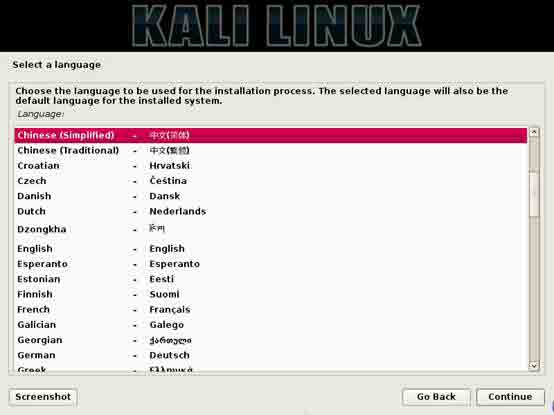 KALI LINUX
Select a language
Choose the language to be used for the installation process. The selected language will also be the
default language for the installed system.
Language:
Chinese (Simplified) - 中文(简体)
Chinese (Traditional) - 中文(繁體)
Croatian - Hrvatski
Czech - Čeština
Danish - Dansk
Dutch - Nederlands
Dzongkha - རྫོང་ཁ།
English - English
Esperanto - Esperanto
Estonian - Eesti
Finnish - Suomi
French - Français
Galician - Galego
Georgian - ქართული
German - Deutsch
Greek - Ελληνικά
Screenshot
Go Back
Continue